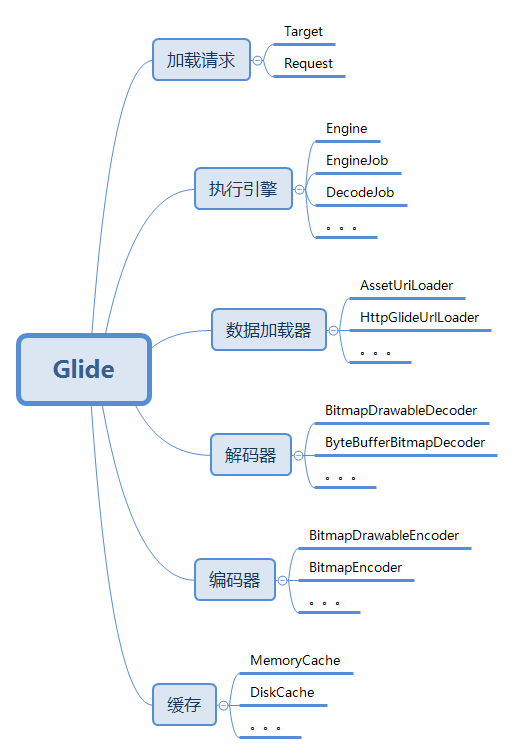 Glide
加载请求
Target
Request
执行引擎
Engine
EngineJob
DecodeJob
。。。
数据加载器
AssetUriLoader
HttpGlideUrlLoader
。。。
解码器
BitmapDrawableDecoder
ByteBufferBitmapDecoder
。。。
编码器
BitmapDrawableEncoder
BitmapEncoder
。。。
缓存
MemoryCache
DiskCache
。。。